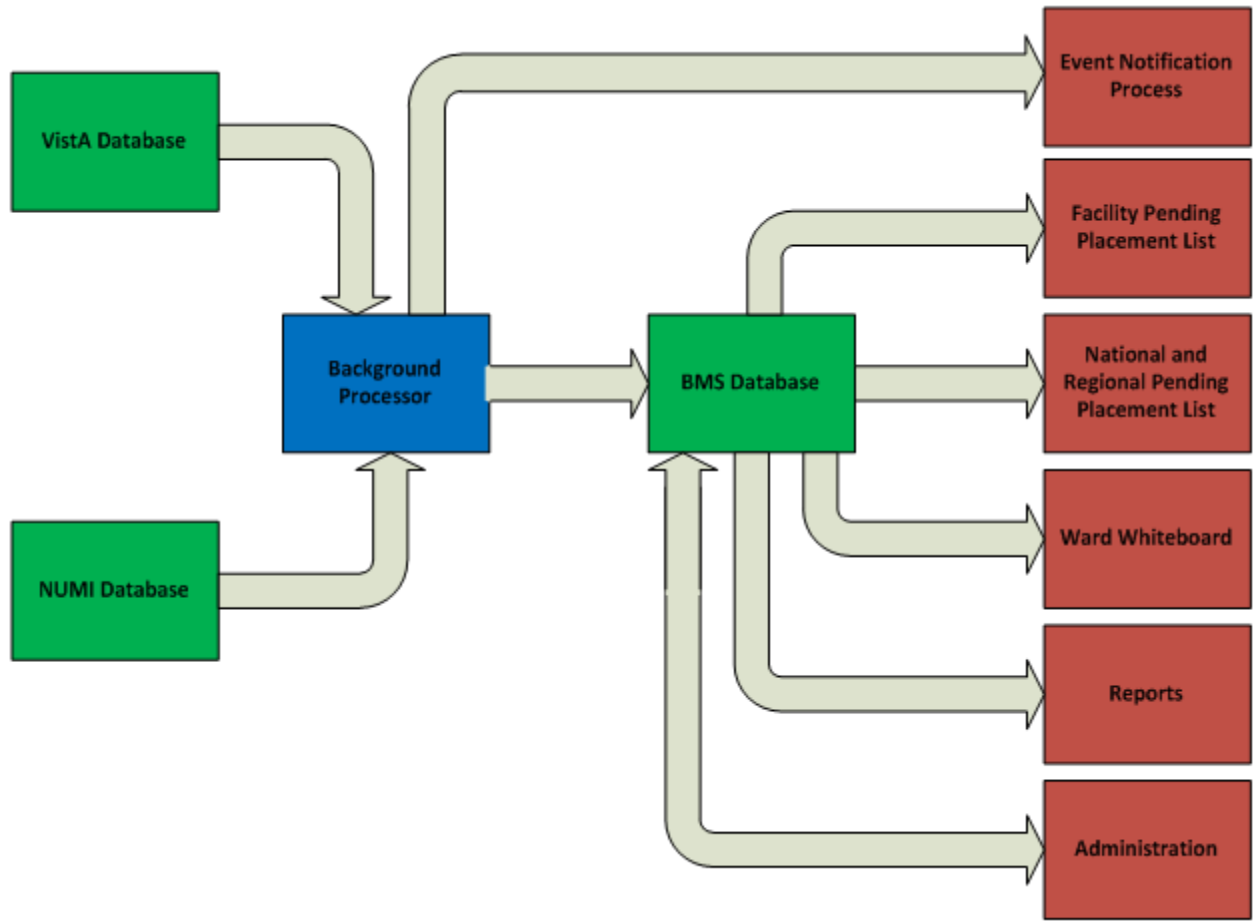 Event Notification
Process
VistA Database
Facility Pending
Placement List
Background
Processor
BMS Database
National and
Regional Pending
Placement List
Ward Whiteboard
NUMI Database
Reports
Administration